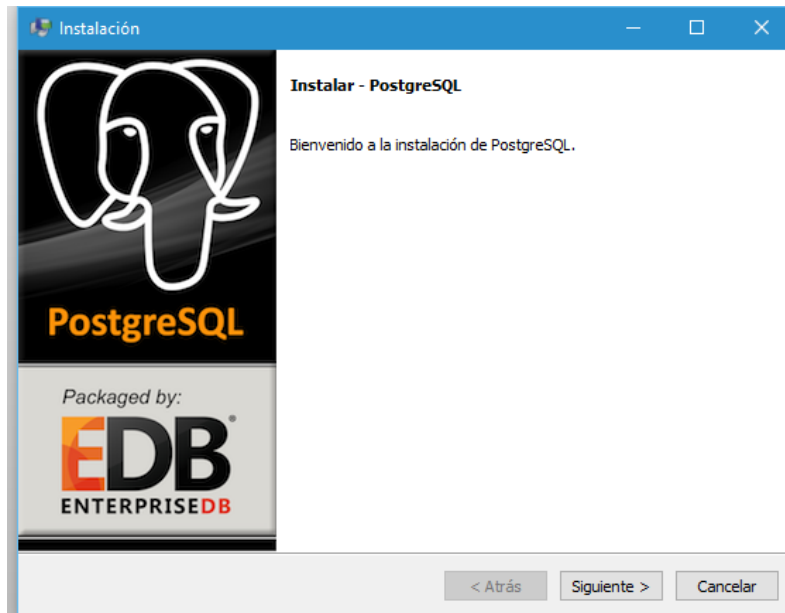 Instalación
Instalar - PostgreSQL
Bienvenido a la instalación de PostgreSQL.
PostgreSQL
Packaged by:
EDB
ENTERPRISEDB
< Atrás
Siguiente >
Cancelar